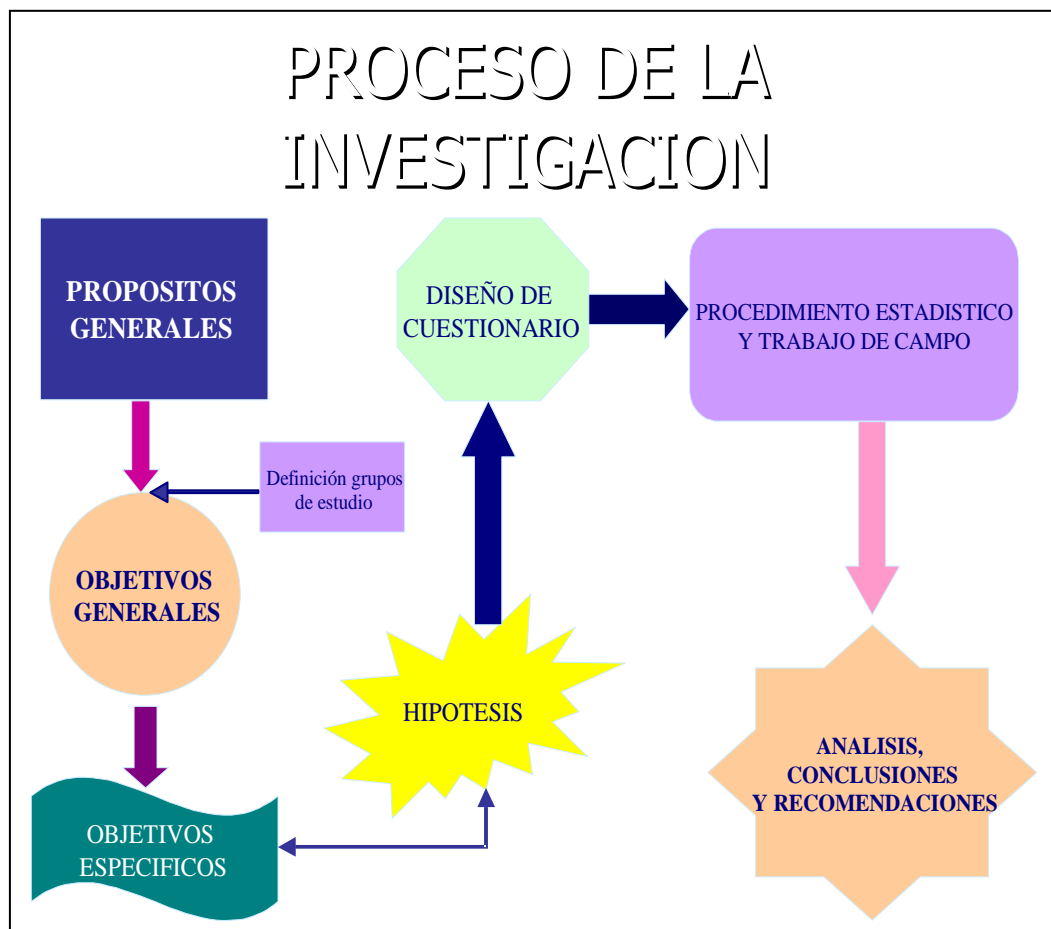 PROCESO DE LA
INVESTIGACION
PROPOSITOS
GENERALES
Definición grupos
de estudio
OBJETIVOS
GENERALES
OBJETIVOS
ESPECIFICOS
HIPOTESIS
DISEÑO DE
CUESTIONARIO
PROCEDIMIENTO ESTADISTICO
Y TRABAJO DE CAMPO
ANALISIS,
CONCLUSIONES
Y RECOMENDACIONES